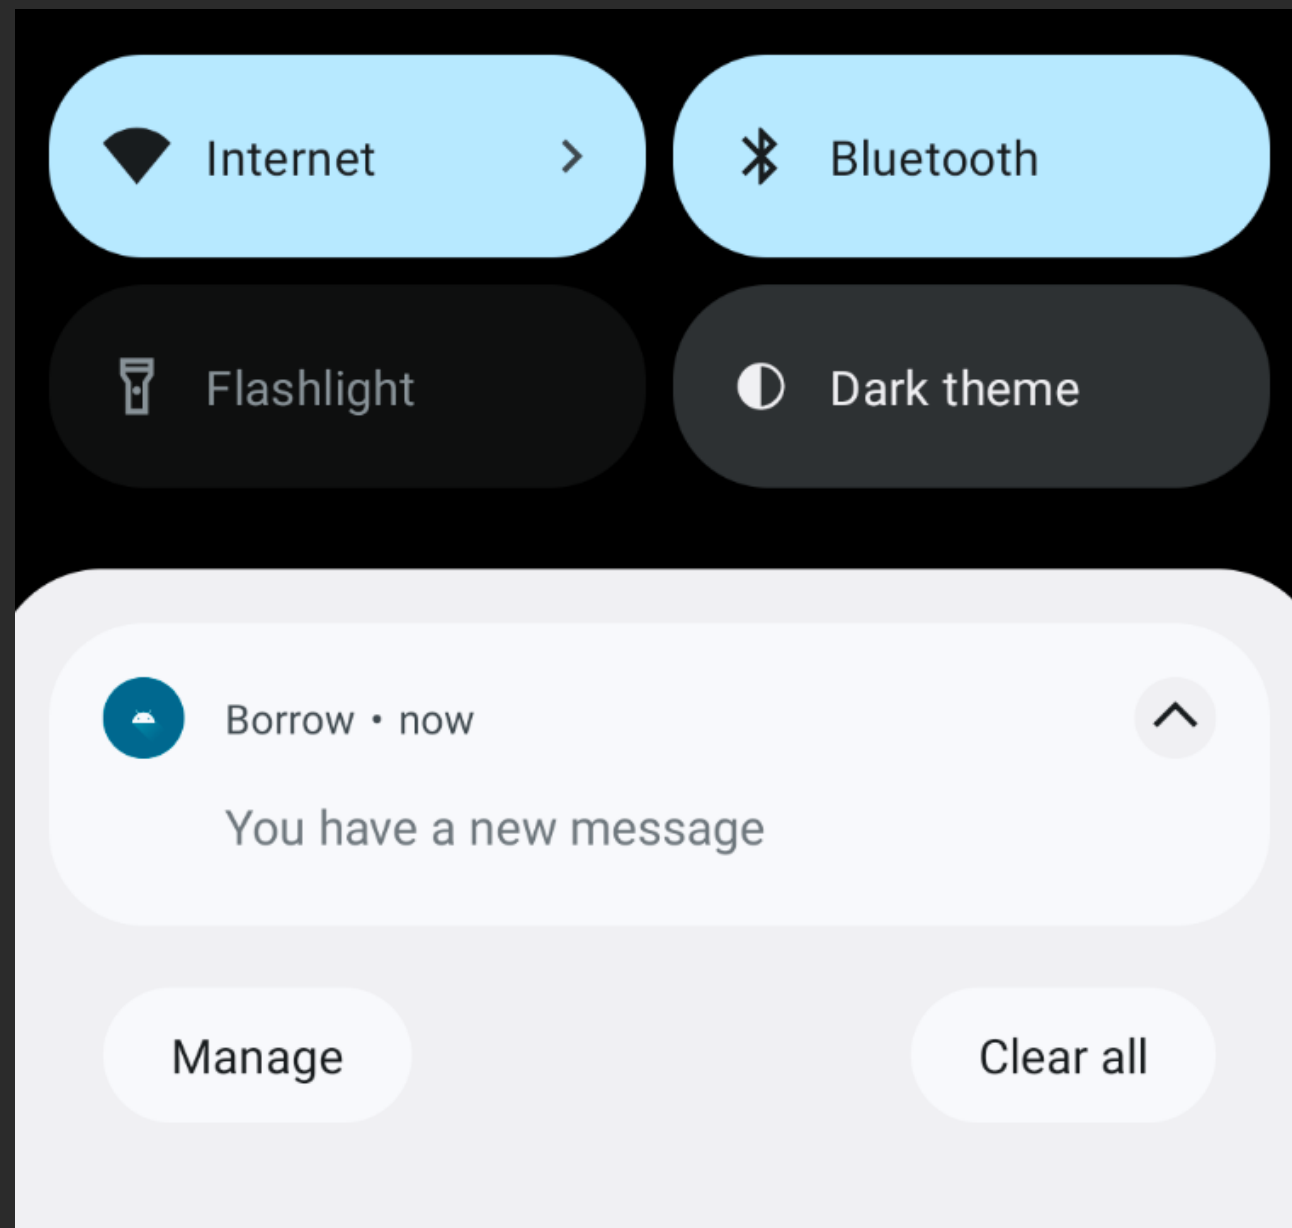 Internet
Bluetooth
Flashlight
Dark theme
Borrow • now
You have a new message
Manage
Clear all